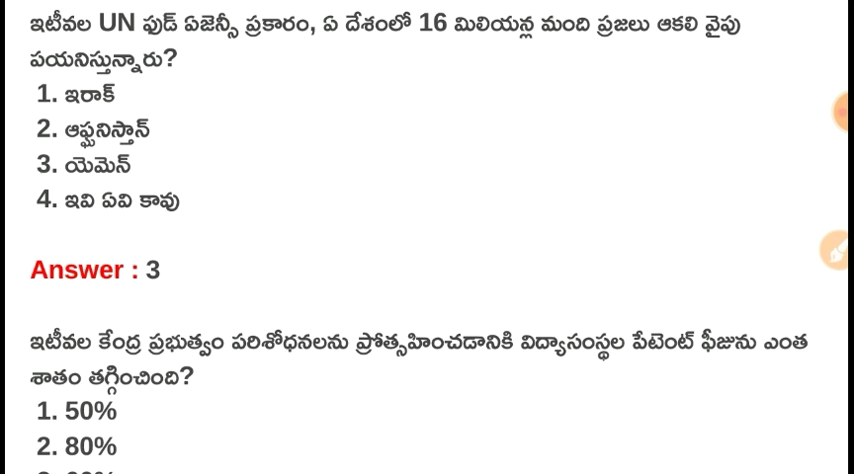 ఇటీవల UN ఫుడ్ ఏజెన్సీ ప్రకారం, ఏ దేశంలో 16 మిలియన్ల మంది ప్రజలు ఆకలి వైపు
పయనిస్తున్నారు?
1. ఇరాక్
2. ఆఫ్ఘనిస్తాన్
3. యెమెన్
4. ఇవి ఏవి కావు
Answer : 3
ఇటీవల కేంద్ర ప్రభుత్వం పరిశోధనలను ప్రోత్సహించడానికి విద్యాసంస్థల పేటెంట్ ఫీజును ఎంత
శాతం తగ్గించింది?
1. 50%
2. 80%